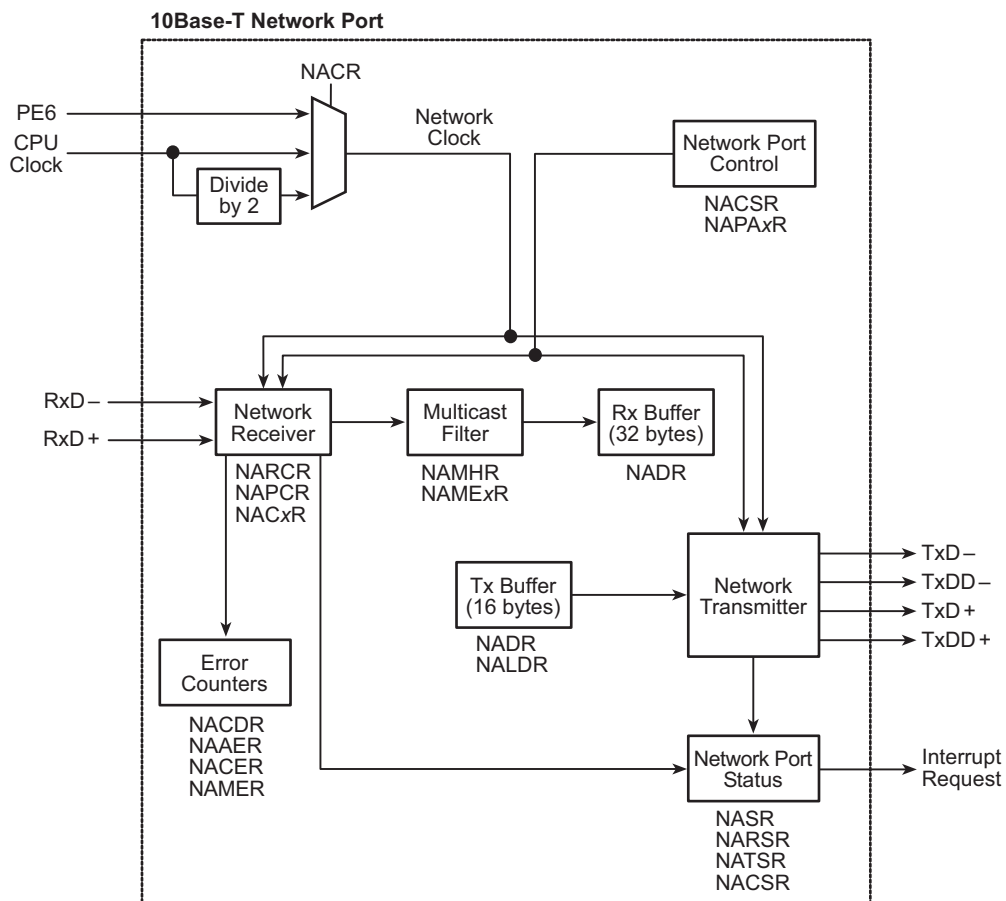 10Base-T Network Port
NACR
PE6
CPU
Clock
Divide
by 2
Network
Clock
Network Port
Control
NACSR
NAPAxR
RxD –
RxD +
Network
Receiver
NARCR
NAPCR
NACxR
Multicast
Filter
NAMHR
NAMExR
Rx Buffer
(32 bytes)
NADR
Tx Buffer
(16 bytes)
NADR
NALDR
Network
Transmitter
TxD –
TxDD –
TxD +
TxDD +
Error
Counters
NACDR
NAAER
NACER
NAMER
Network Port
Status
NASR
NARSR
NATSR
NACSR
Interrupt
Request